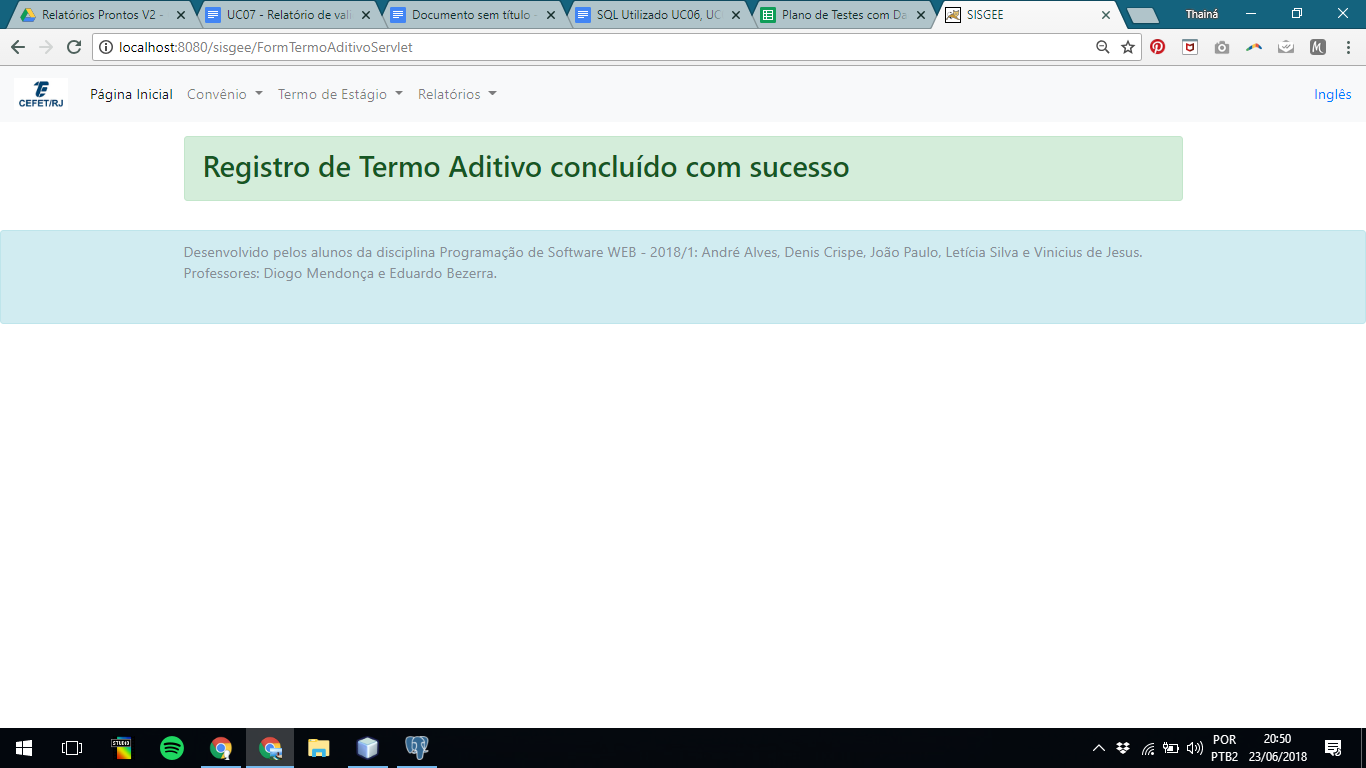 Relatórios Prontos V2 -
UC07 - Relatório de vali
Documento sem título -
SQL Utilizado UC06, UC
Plano de Testes com Da
SISGEE
Thainá
localhost:8080/sisgee/FormTermoAditivoServlet
CEFET/RJ
Página Inicial
Convênio
Termo de Estágio
Relatórios
Inglês
Registro de Termo Aditivo concluído com sucesso
Desenvolvido pelos alunos da disciplina Programação de Software WEB - 2018/1: André Alves, Denis Crispe, João Paulo, Letícia Silva e Vinicius de Jesus.
Professores: Diogo Mendonça e Eduardo Bezerra.
STUDIO
POR
PTB2
20:50
23/06/2018